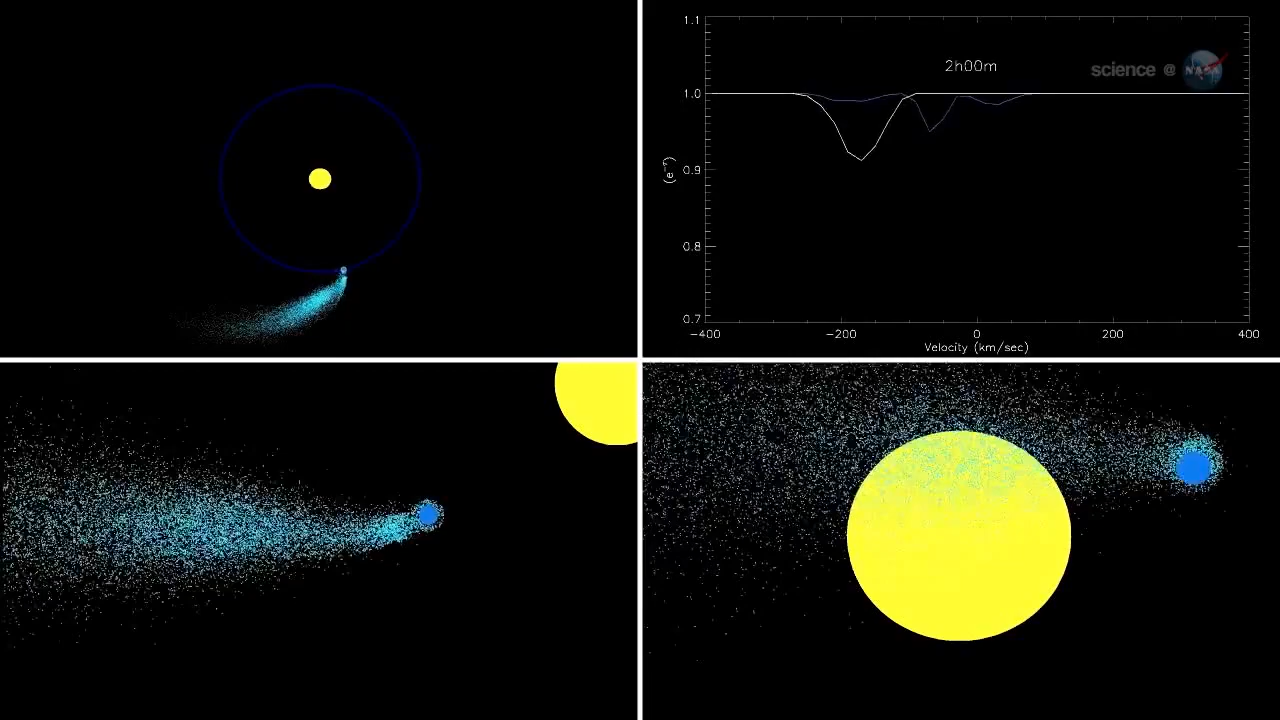 1.1
2h00m
science @ NASA
1.0
0.9
(e⁻ᵗ)
0.8
0.7
-400 -200 0 200 400
Velocity (km/sec)